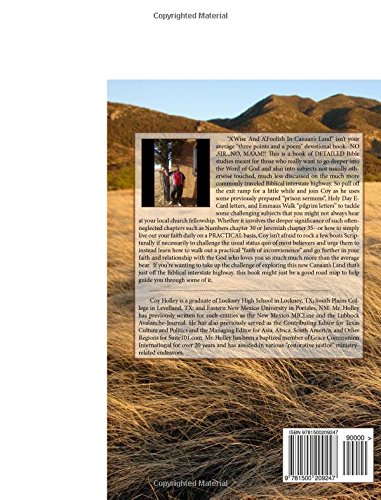 Copyrighted Material
"A'Wise And A'Foolish In Canaan's Land" isn't your
average "three points and a poem" devotional book--NO
,SIR...NO, MA'AM!! This is a book of DETAILED Bible
studies meant for those who really want to go deeper into
the Word of God and also into subjects not usually oth-
erwise touched, much less discussed on the much more
commonly traveled Biblical interstate highway. So pull off
the exit ramp for a little while and join Coy as he uses
some previously prepared "prison sermons", Holy Day E-
Card letters, and Emmaus Walk "pilgrim letters" to tackle
some challenging subjects that you might not always hear
at your local church fellowship. Whether it involves the deeper significance of such often-
neglected chapters such as Numbers chapter 30 or Jeremiah chapter 35--or how to simply
live out your faith daily on a PRACTICAL basis, Coy isn't afraid to rock a few boats Scrip-
turally if necessarily to challenge the usual status quo of most believers and urge them to
instead learn how to walk out a practical "faith of inconvenience" and go further in your
faith and relationship with the God who loves you so much much more than the average
bear. If you're wanting to take up the challenge of exploring this new Canaan's Land that's
just off the Biblical interstate highway, this book might just be a good road map to help
guide you through some of it.
Coy Holley is a graduate of Lockney High School in Lockney, TX; South Plains Col-
lege in Levelland, TX; and Eastern New Mexico University in Portales, NM. Mr. Holley
has previously written for such entities as the New Mexico MICLine and the Lubbock
Avalanche-Journal. He has also previously served as the Contributing Editor for Texas
Culture and Politics and the Managing Editor for Asia, Africa, South America, and Other
Regions for Suite101.com. Mr. Holley has been a baptized member of Grace Communion
International for over 20 years and has assisted in various "restorative justice" ministry-
related endeavors.
ISBN 9781500209247
90000
9 781500 209247
Copyrighted Material